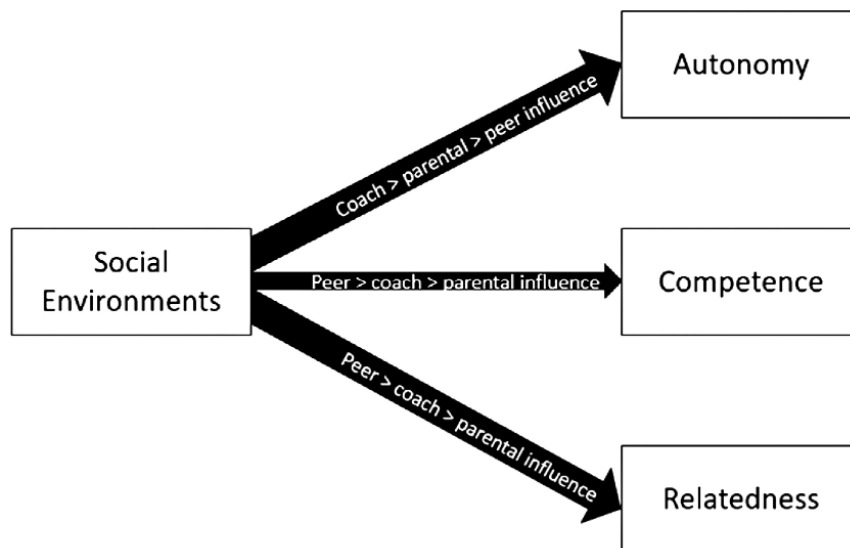 Autonomy
Coach > parental > peer influence
Social
Environments
Peer > coach > parental influence
Competence
Peer > coach > parental influence
Relatedness